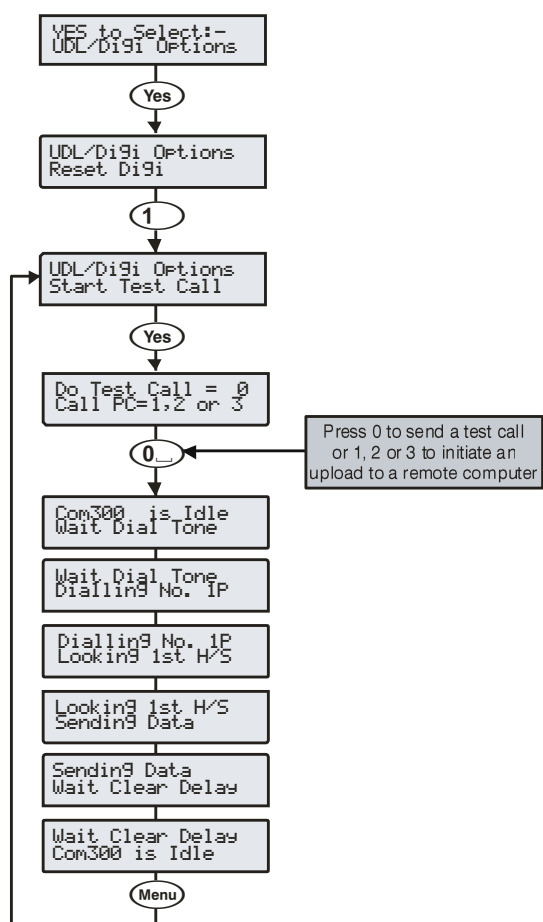 YES to Select:-
UDL/Digi Options
Yes
UDL/Digi Options
Reset Digi
1
UDL/Digi Options
Start Test Call
Yes
Do Test Call = 0
Call PC=1,2 or 3
Press 0 to send a test call
or 1, 2 or 3 to initiate an
upload to a remote computer
0
Com300 is Idle
Wait Dial Tone
Wait Dial Tone
Dialling No. 1P
Dialling No. 1P
Looking 1st H/S
Looking 1st H/S
Sending Data
Sending Data
Wait Clear Delay
Wait Clear Delay
Com300 is Idle
Menu